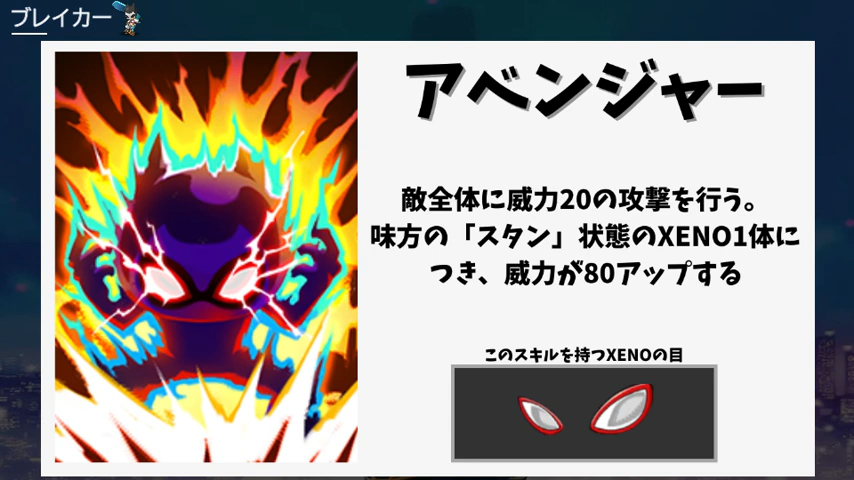 ブレイカー
アベンジャー
敵全体に威力20の攻撃を行う。
味方の「スタン」状態のXENO1体に
つき、威力が80アップする
このスキルを持つXENOの目